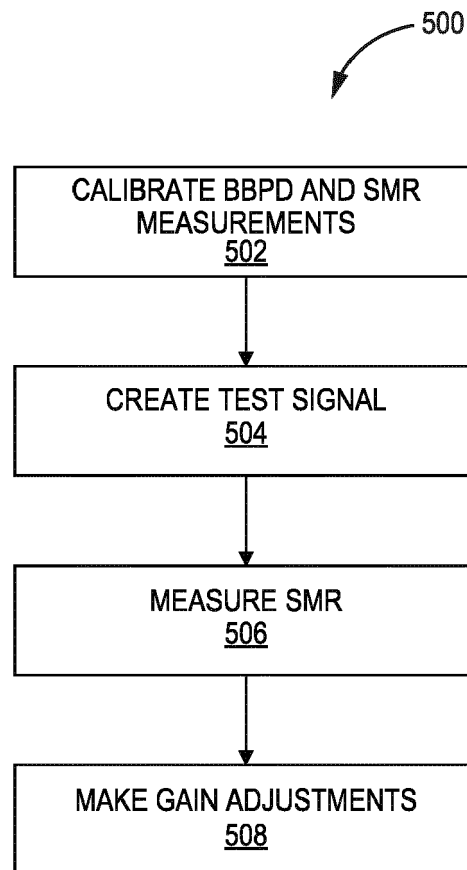 500
CALIBRATE BBPD AND SMR
MEASUREMENTS
502
CREATE TEST SIGNAL
504
MEASURE SMR
506
MAKE GAIN ADJUSTMENTS
508